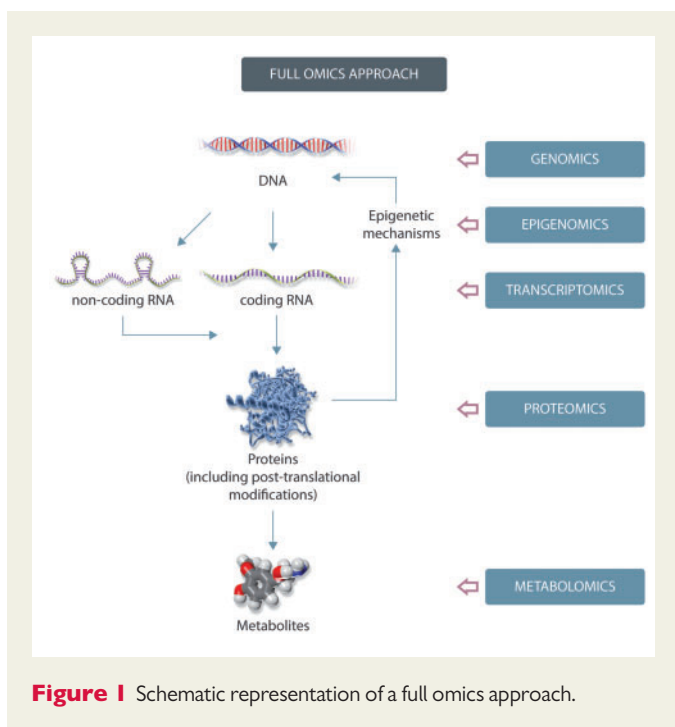 FULL OMICS APPROACH
DNA
GENOMICS
Epigenetic
mechanisms
EPIGENOMICS
non-coding RNA
coding RNA
TRANSCRIPTOMICS
Proteins
(including post-translational
modifications)
PROTEOMICS
Metabolites
METABOLOMICS
Figure 1 Schematic representation of a full omics approach.